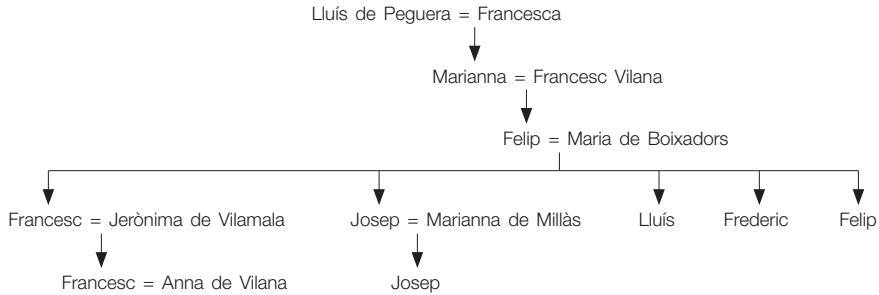 Lluís de Peguera = Francesca
Marianna = Francesc Vilana
Felip = Maria de Boixadors
Francesc = Jerònima de Vilamala Josep = Marianna de Millàs Lluís Frederic Felip
Francesc = Anna de Vilana Josep